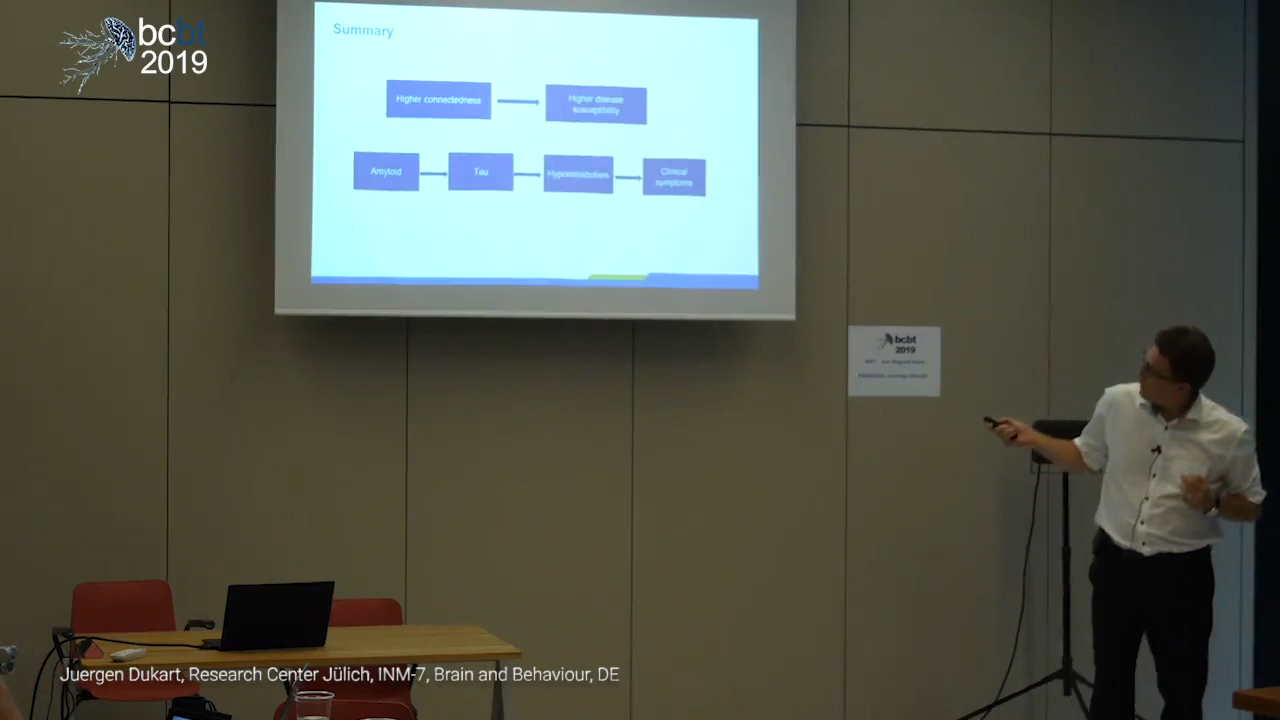 bcbt
2019
Summary
Higher connectedness
Higher disease
susceptibility
Amyloid
Tau
Hypometabolism
Clinical
symptoms
bcbt
2019
Juergen Dukart, Research Center Jülich, INM-7, Brain and Behaviour, DE